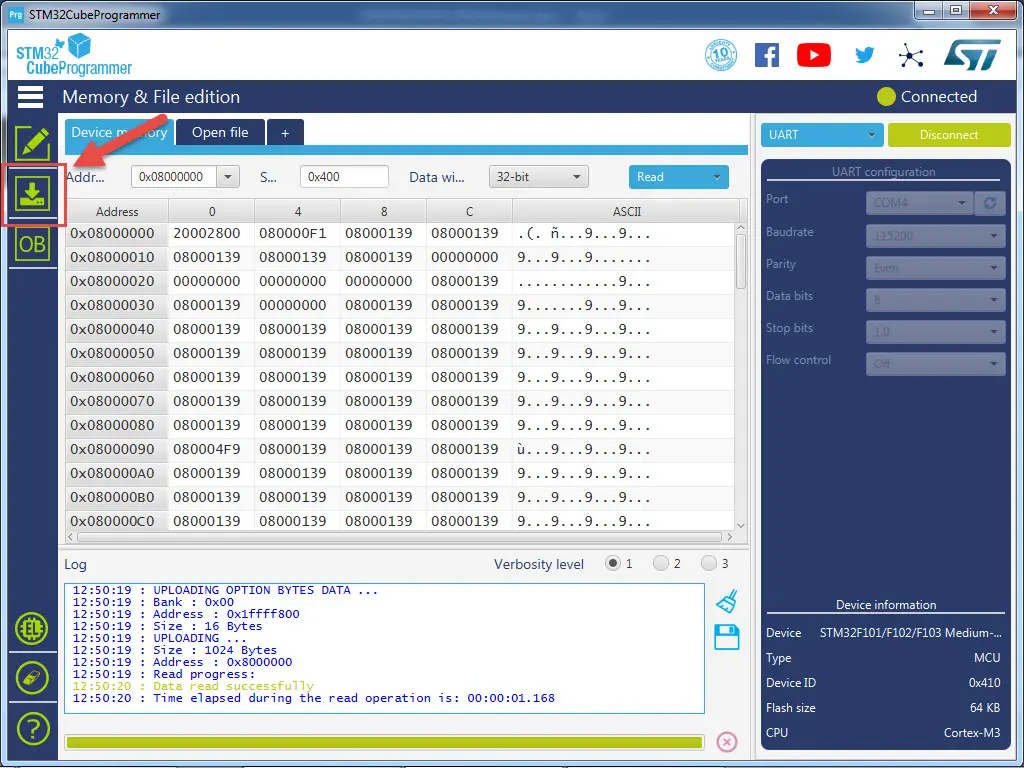 Prg STM32CubeProgrammer
STM32
CubeProgrammer
10
Memory & File edition
Connected
Device memory Open file +
UART Disconnect
Addr... 0x08000000 S... 0x400 Data wi... 32-bit Read
UART configuration
Port COM4
Baudrate 115200
Parity Even
Data bits 8
Stop bits 1.0
Flow control Off
OB
Address 0 4 8 C ASCII
0x08000000 20002800 080000F1 08000139 08000139 .(. ñ...9...9...
0x08000010 08000139 08000139 08000139 00000000 9...9...9.......
0x08000020 00000000 00000000 00000000 08000139 ............9...
0x08000030 08000139 00000000 08000139 08000139 9.......9...9...
0x08000040 08000139 08000139 08000139 08000139 9...9...9...9...
0x08000050 08000139 08000139 08000139 08000139 9...9...9...9...
0x08000060 08000139 08000139 08000139 08000139 9...9...9...9...
0x08000070 08000139 08000139 08000139 08000139 9...9...9...9...
0x08000080 08000139 08000139 08000139 08000139 9...9...9...9...
0x08000090 080004F9 08000139 08000139 08000139 ù...9...9...9...
0x080000A0 08000139 08000139 08000139 08000139 9...9...9...9...
0x080000B0 08000139 08000139 08000139 08000139 9...9...9...9...
0x080000C0 08000139 08000139 08000139 08000139 9...9...9...9...
Log Verbosity level 1 2 3
12:50:19 : UPLOADING OPTION BYTES DATA ...
12:50:19 : Bank : 0x00
12:50:19 : Address : 0x1ffff800
12:50:19 : Size : 16 Bytes
12:50:19 : UPLOADING ...
12:50:19 : Size : 1024 Bytes
12:50:19 : Address : 0x8000000
12:50:19 : Read progress:
12:50:20 : Data read successfully
12:50:20 : Time elapsed during the read operation is: 00:00:01.168
Device information
Device STM32F101/F102/F103 Medium-...
Type MCU
Device ID 0x410
Flash size 64 KB
CPU Cortex-M3
?